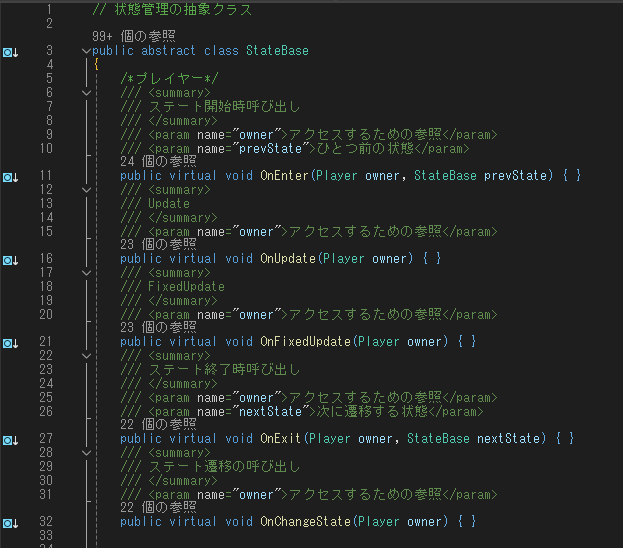 1 // 状態管理の抽象クラス
2
99+ 個の参照
3 public abstract class StateBase
4 {
5 /*プレイヤー*/
6 /// <summary>
7 /// ステート開始時呼び出し
8 /// </summary>
9 /// <param name="owner">アクセスするための参照</param>
10 /// <param name="prevState">ひとつ前の状態</param>
24 個の参照
11 public virtual void OnEnter(Player owner, StateBase prevState) { }
12 /// <summary>
13 /// Update
14 /// </summary>
15 /// <param name="owner">アクセスするための参照</param>
23 個の参照
16 public virtual void OnUpdate(Player owner) { }
17 /// <summary>
18 /// FixedUpdate
19 /// </summary>
20 /// <param name="owner">アクセスするための参照</param>
23 個の参照
21 public virtual void OnFixedUpdate(Player owner) { }
22 /// <summary>
23 /// ステート終了時呼び出し
24 /// </summary>
25 /// <param name="owner">アクセスするための参照</param>
26 /// <param name="nextState">次に遷移する状態</param>
22 個の参照
27 public virtual void OnExit(Player owner, StateBase nextState) { }
28 /// <summary>
29 /// ステート遷移の呼び出し
30 /// </summary>
31 /// <param name="owner">アクセスするための参照</param>
22 個の参照
32 public virtual void OnChangeState(Player owner) { }
33